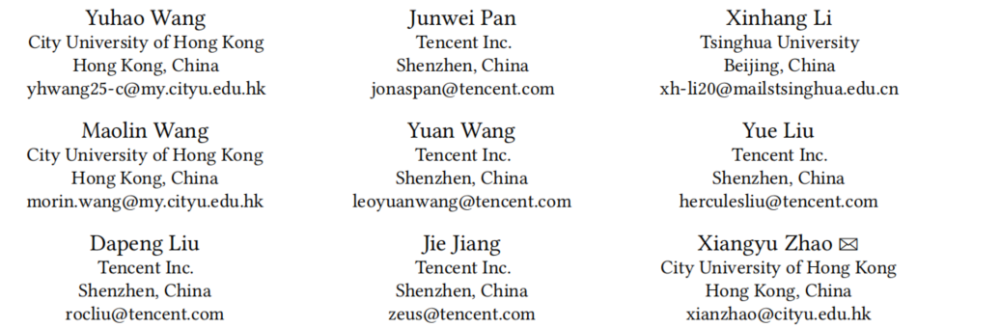 Yuhao Wang
City University of Hong Kong
Hong Kong, China
yhwang25-c@my.cityu.edu.hk
Junwei Pan
Tencent Inc.
Shenzhen, China
jonaspan@tencent.com
Xinhang Li
Tsinghua University
Beijing, China
xh-li20@mailstsinghua.edu.cn
Maolin Wang
City University of Hong Kong
Hong Kong, China
morin.wang@my.cityu.edu.hk
Yuan Wang
Tencent Inc.
Shenzhen, China
leoyuanwang@tencent.com
Yue Liu
Tencent Inc.
Shenzhen, China
herculesliu@tencent.com
Dapeng Liu
Tencent Inc.
Shenzhen, China
rocliu@tencent.com
Jie Jiang
Tencent Inc.
Shenzhen, China
zeus@tencent.com
Xiangyu Zhao ✉
City University of Hong Kong
Hong Kong, China
xianzhao@cityu.edu.hk